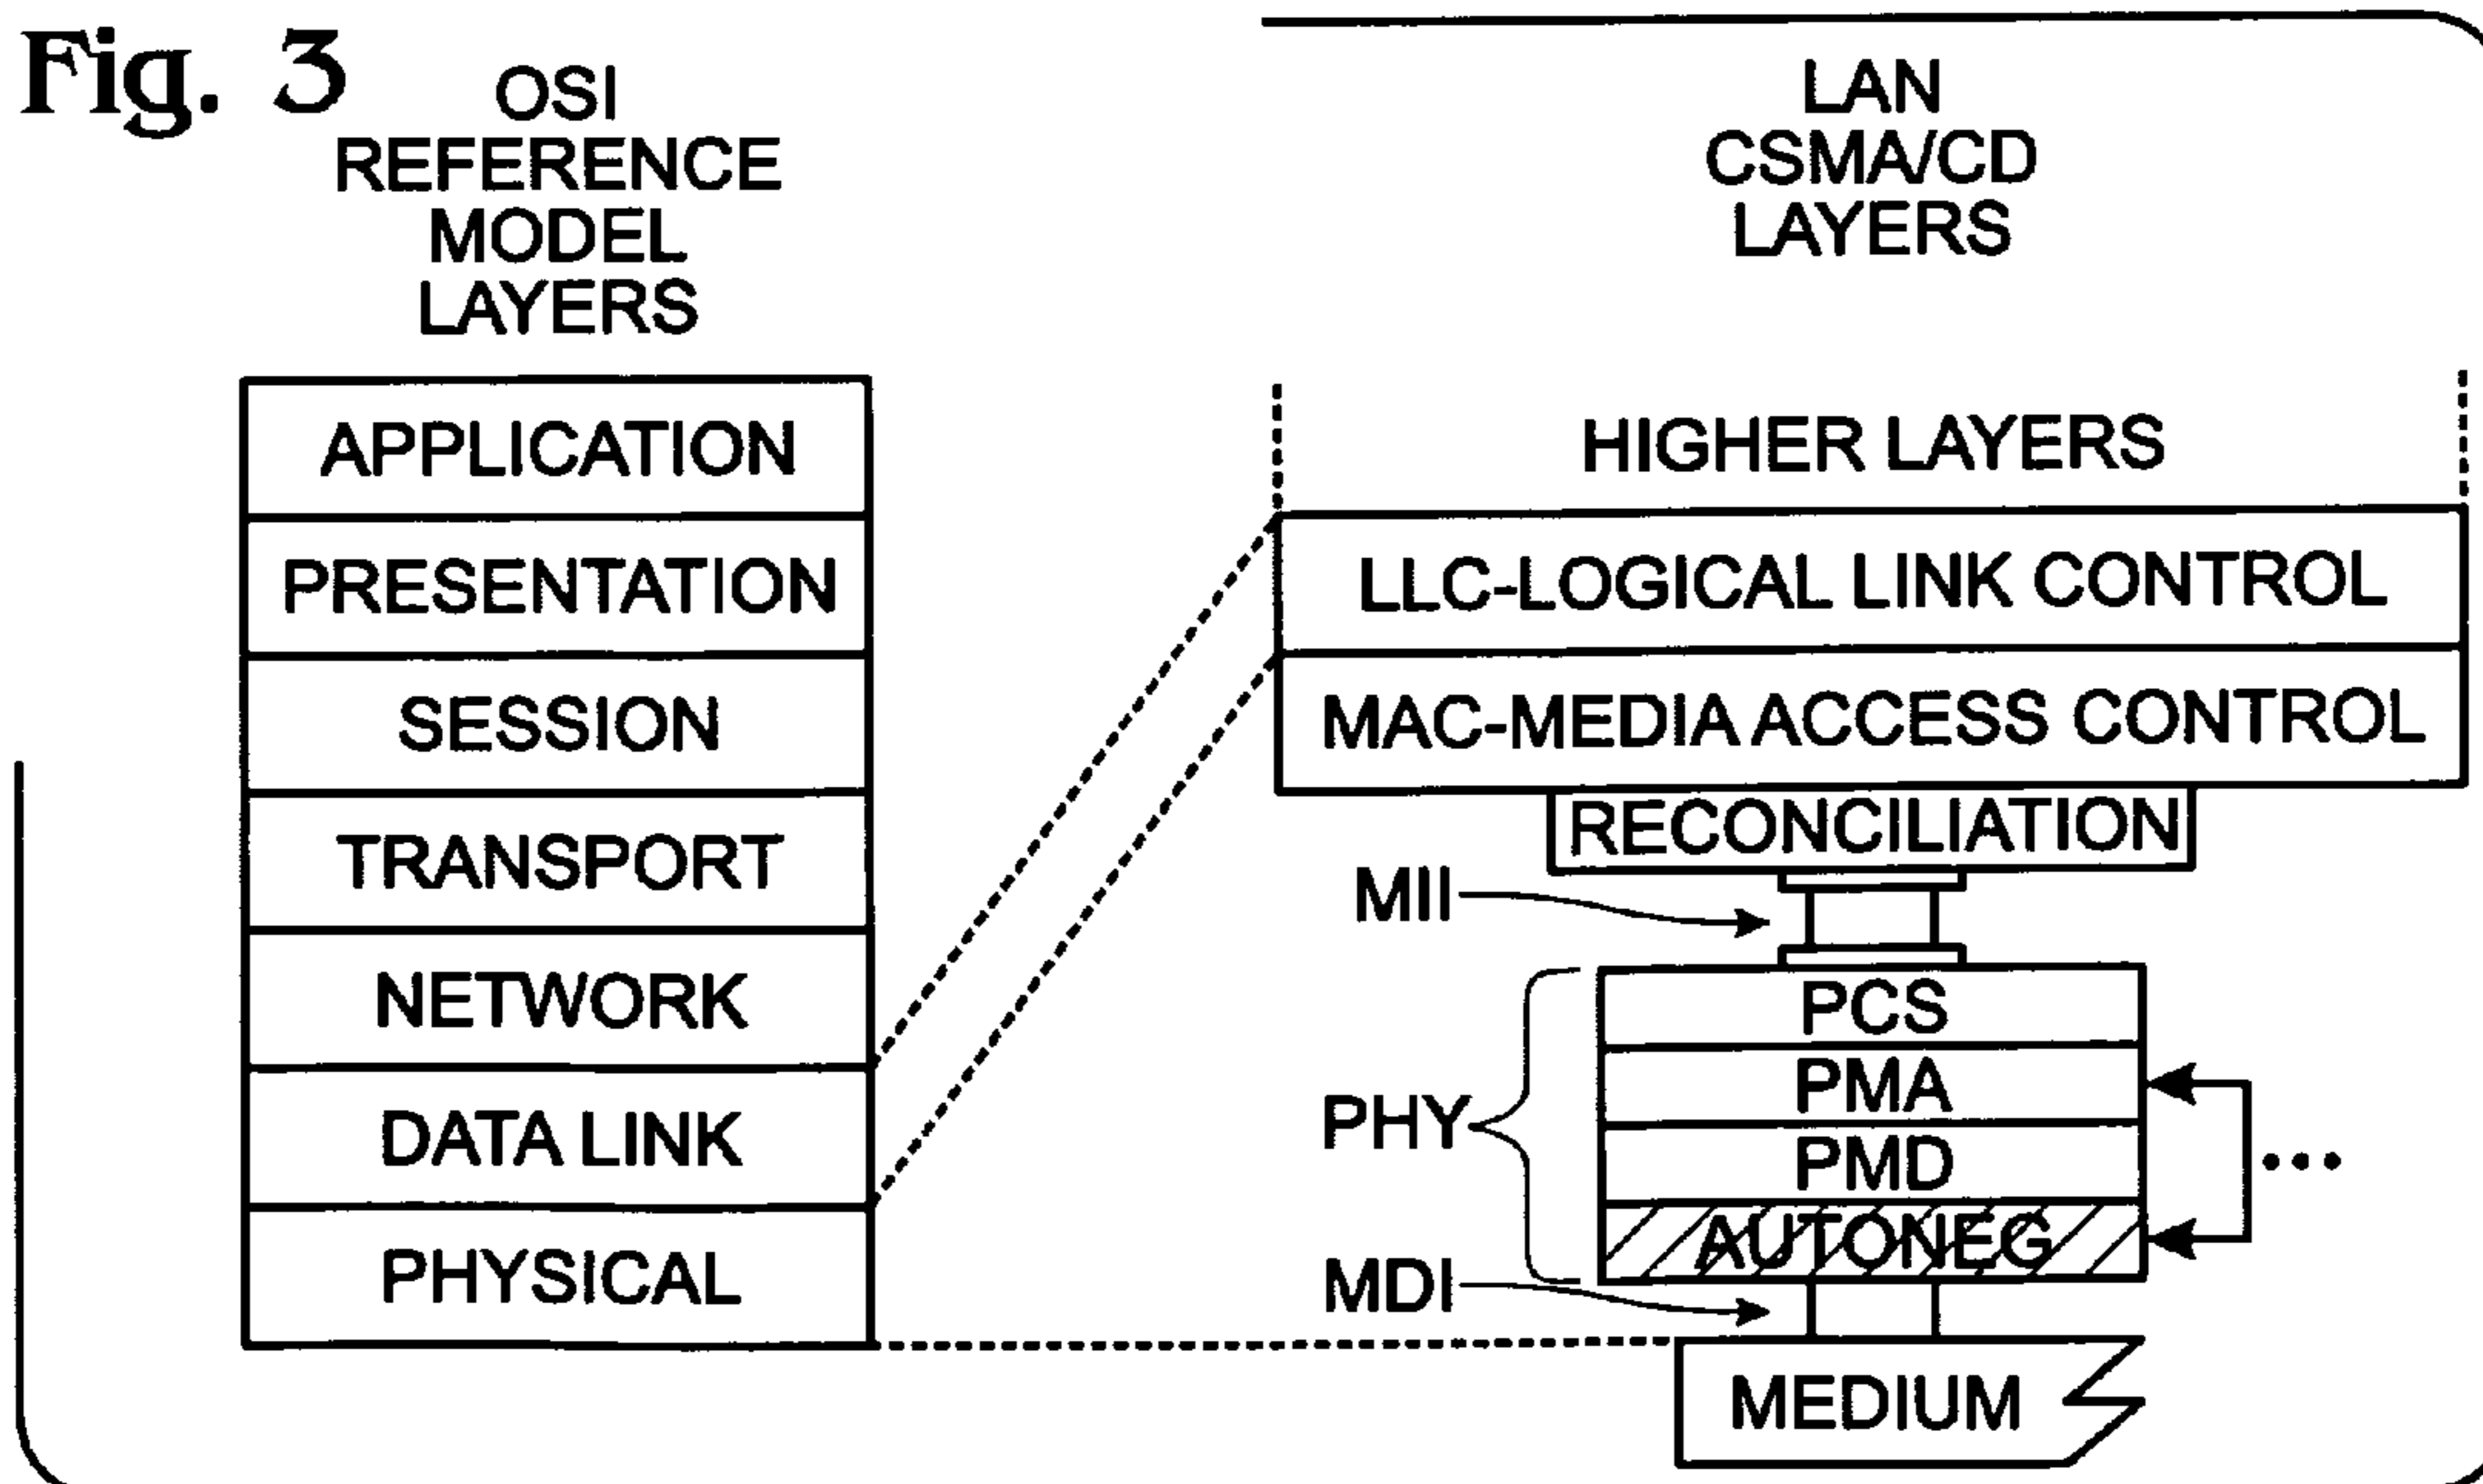 Fig. 3
OSI
REFERENCE
MODEL
LAYERS
APPLICATION
PRESENTATION
SESSION
TRANSPORT
NETWORK
DATA LINK
PHYSICAL
LAN
CSMA/CD
LAYERS
HIGHER LAYERS
LLC-LOGICAL LINK CONTROL
MAC-MEDIA ACCESS CONTROL
RECONCILIATION
MII
PCS
PMA
PHY
PMD
...
AUTONEG
MDI
MEDIUM